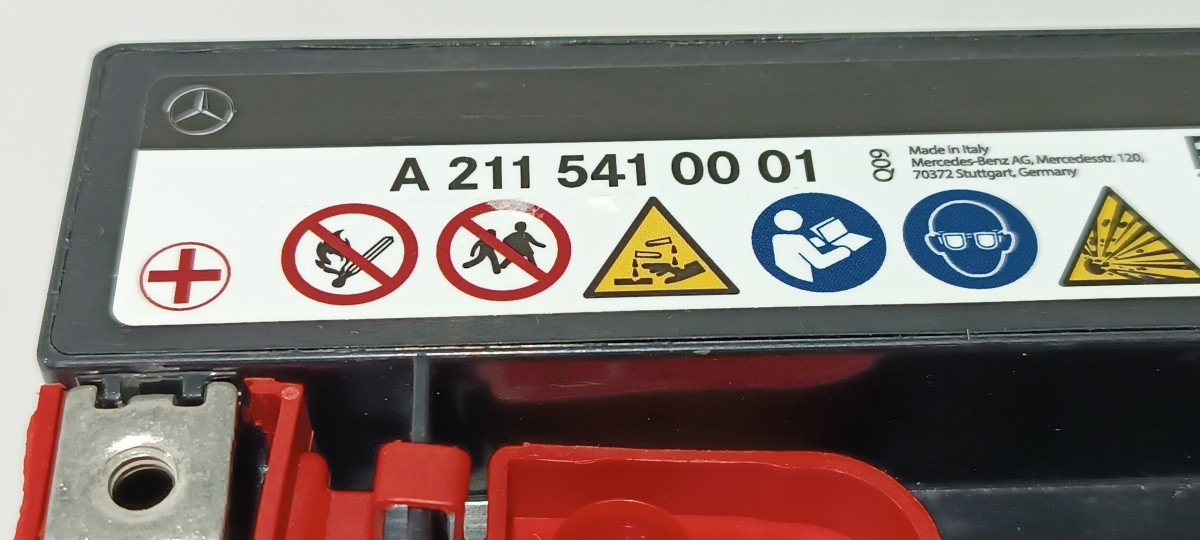 A 211 541 00 01
Q09
Made in Italy
Mercedes-Benz AG, Mercedesstr. 120,
70372 Stuttgart, Germany